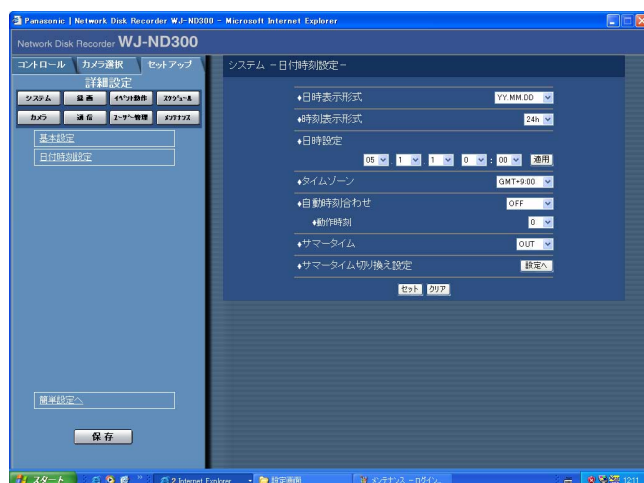 Panasonic | Network Disk Recorder WJ-ND300 - Microsoft Internet Explorer
Network Disk Recorder WJ-ND300
コントロール カメラ選択 セットアップ
詳細設定
システム 録画 ｲﾍﾞﾝﾄ動作 ｽｹｼﾞｭｰﾙ
カメラ 通信 ﾕｰｻﾞｰ管理 ﾒﾝﾃﾅﾝｽ
基本設定
日付時刻設定
簡単設定へ
保存
システム －日付時刻設定－
♦日時表示形式 YY.MM.DD
♦時刻表示形式 24h
♦日時設定
05 . 1 . 1 0 : 00 適用
♦タイムゾーン GMT+9:00
♦自動時刻合わせ OFF
♦動作時刻 0
♦サマータイム OUT
♦サマータイム切り換え設定 設定へ
セット クリア
スタート 2 Internet Explorer 設定画面 メンテナンス －ログイン... 12:11